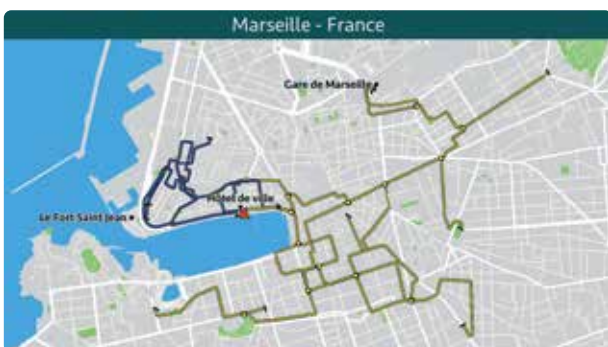 Marseille - France
Gare de Marseille
Hôtel de ville
Le Fort Saint Jean